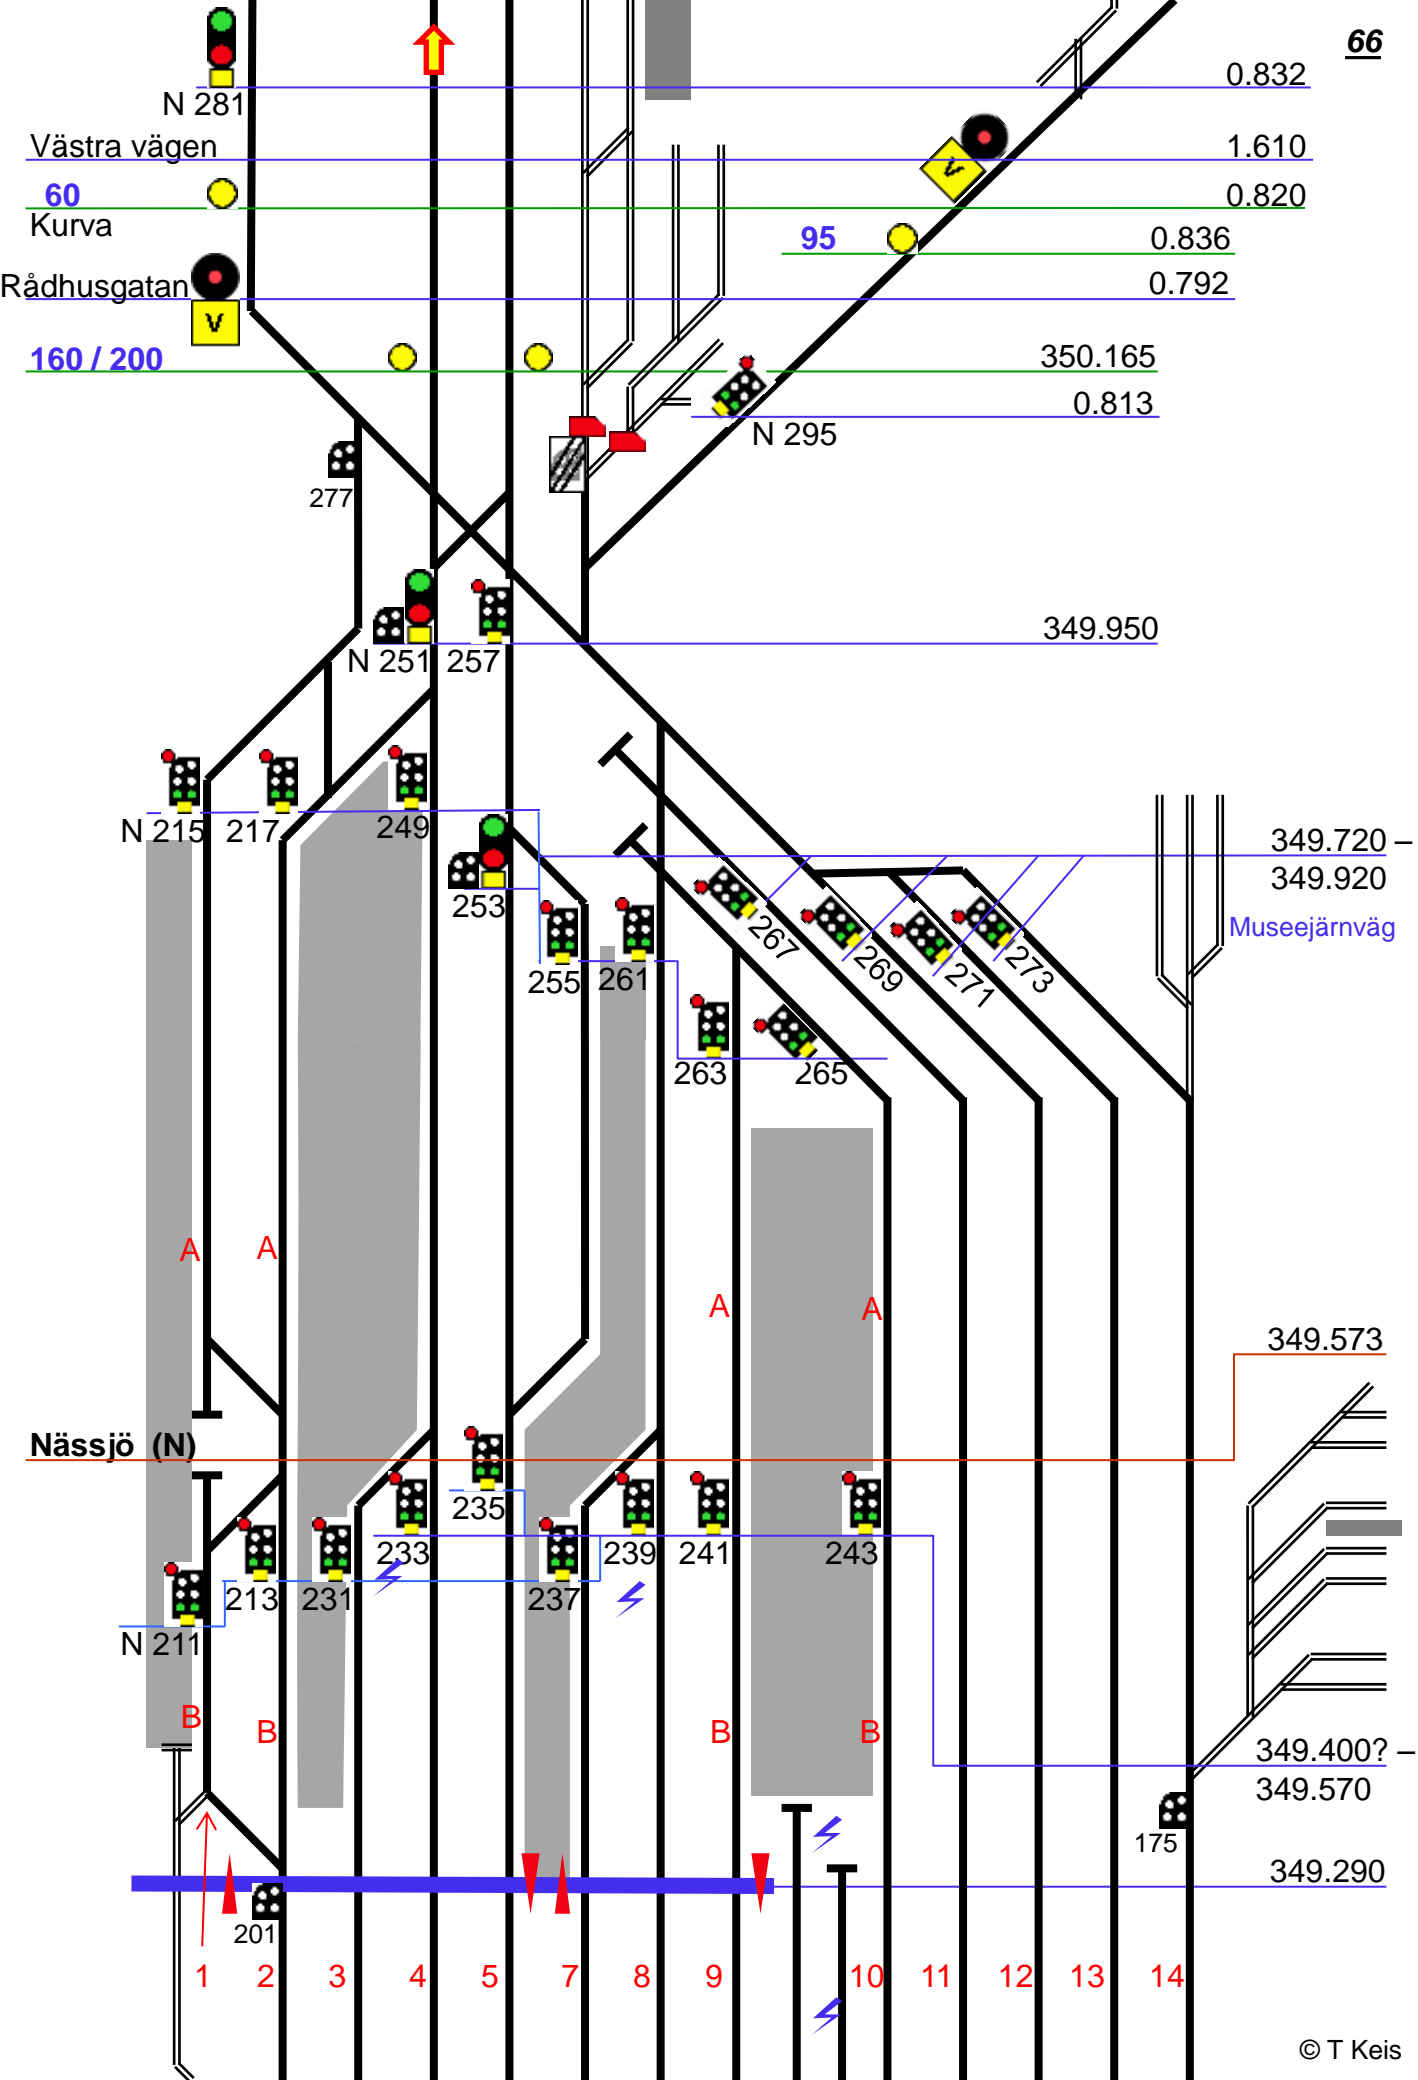 66
0.832
N 281
Västra vägen 1.610
60 0.820
Kurva
V
95 0.836
Rådhusgatan 0.792
V
160 / 200 350.165
0.813
N 295
277
349.950
N 251 257
N 215 217 249
349.720 –
349.920
253
Museejärnväg
267 269 271 273
255 261
263 265
A A
A A
349.573
Nässjö (N)
235
233 239 241 243
213 231 237
N 211
B B B B
349.400? –
349.570
175
349.290
201
1 2 3 4 5 7 8 9 10 11 12 13 14
© T Keis